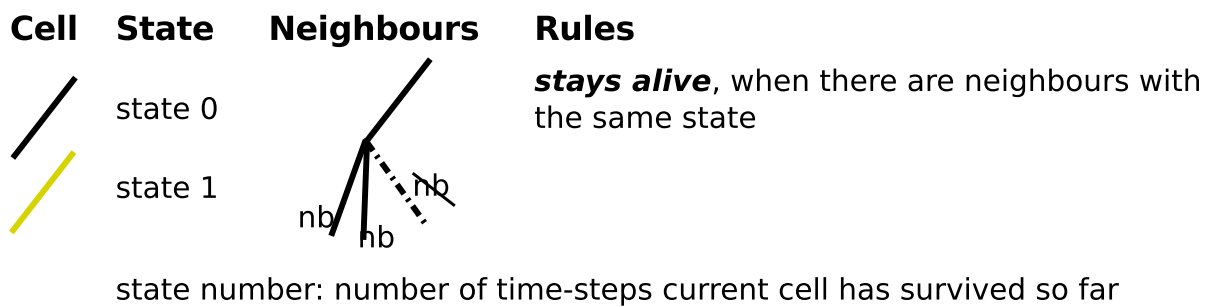 Cell State Neighbours Rules
stays alive, when there are neighbours with
the same state
state 0
state 1
nb
nb
nb
state number: number of time-steps current cell has survived so far